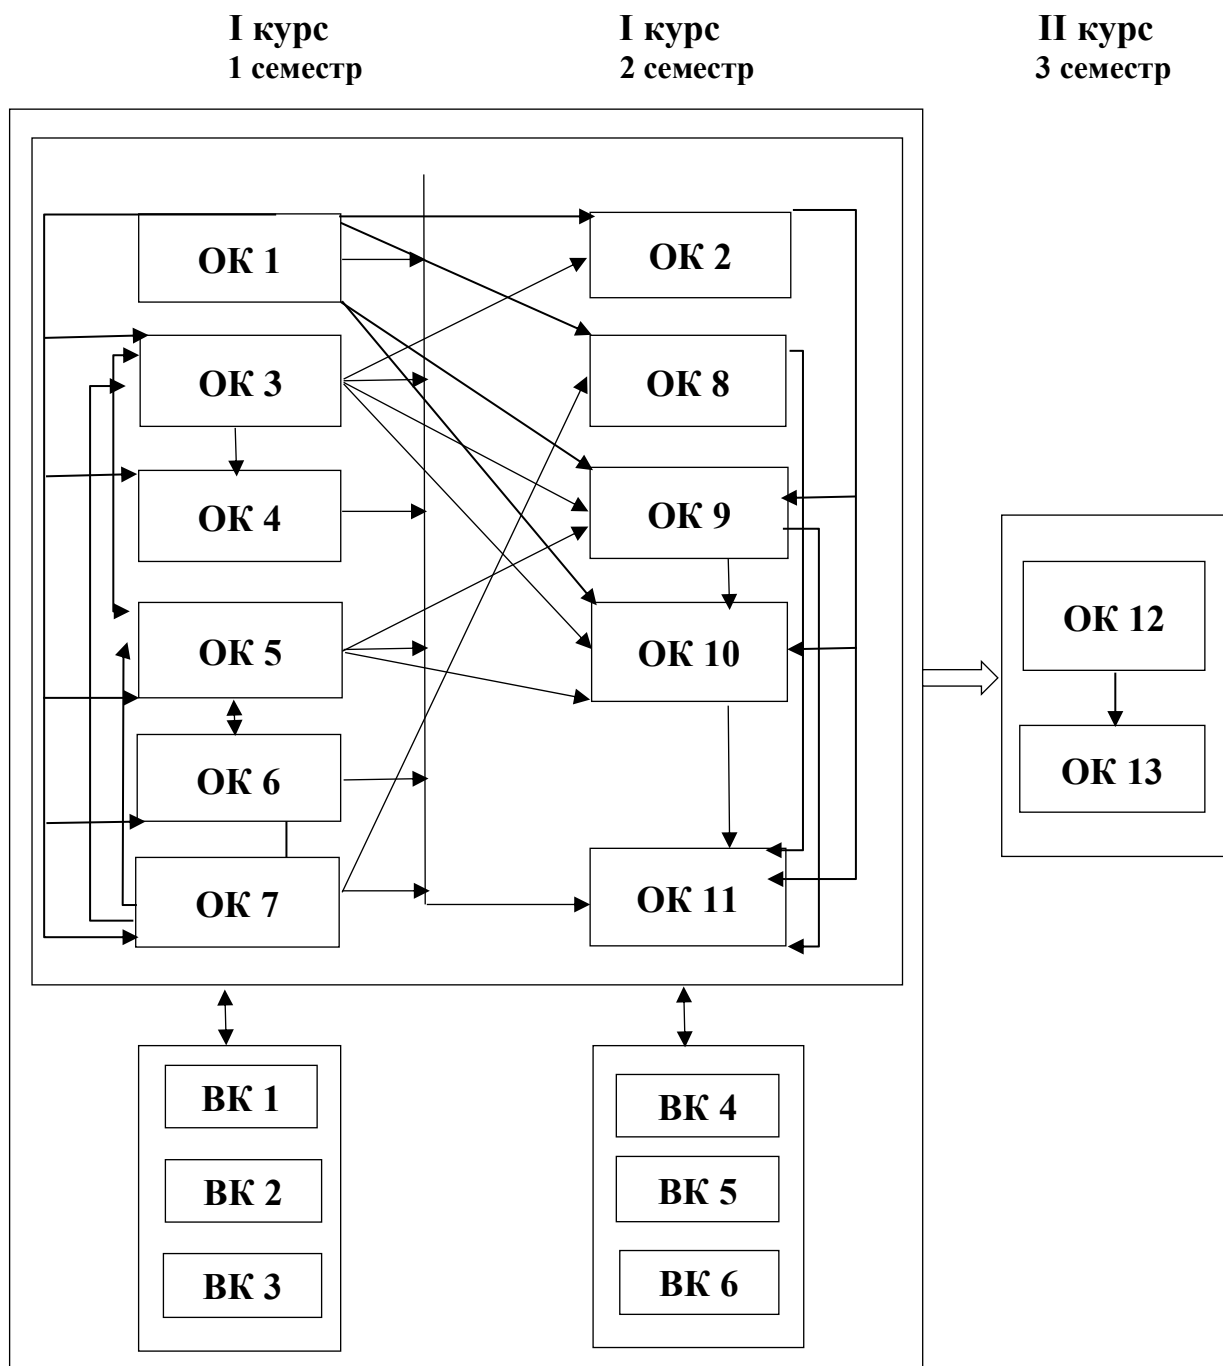 I курс
1 семестр
I курс
2 семестр
II курс
3 семестр
ОК 1
ОК 3
ОК 4
ОК 5
ОК 6
ОК 7
ОК 2
ОК 8
ОК 9
ОК 10
ОК 11
ОК 12
ОК 13
ВК 1
ВК 2
ВК 3
ВК 4
ВК 5
ВК 6